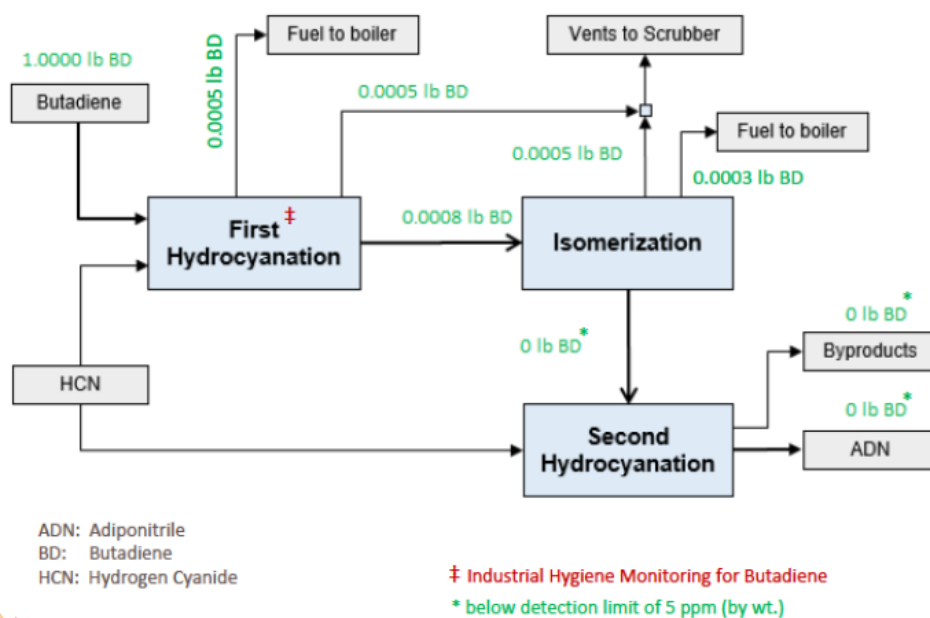 Fuel to boiler
Vents to Scrubber
1.0000 lb BD
0.0005 lb BD
Butadiene
0.0005 lb BD
Fuel to boiler
0.0005 lb BD
0.0003 lb BD
First ‡
Hydrocyanation
0.0008 lb BD
Isomerization
0 lb BD*
0 lb BD*
Byproducts
HCN
0 lb BD*
Second
Hydrocyanation
ADN
ADN: Adiponitrile
BD: Butadiene
HCN: Hydrogen Cyanide
‡ Industrial Hygiene Monitoring for Butadiene
* below detection limit of 5 ppm (by wt.)